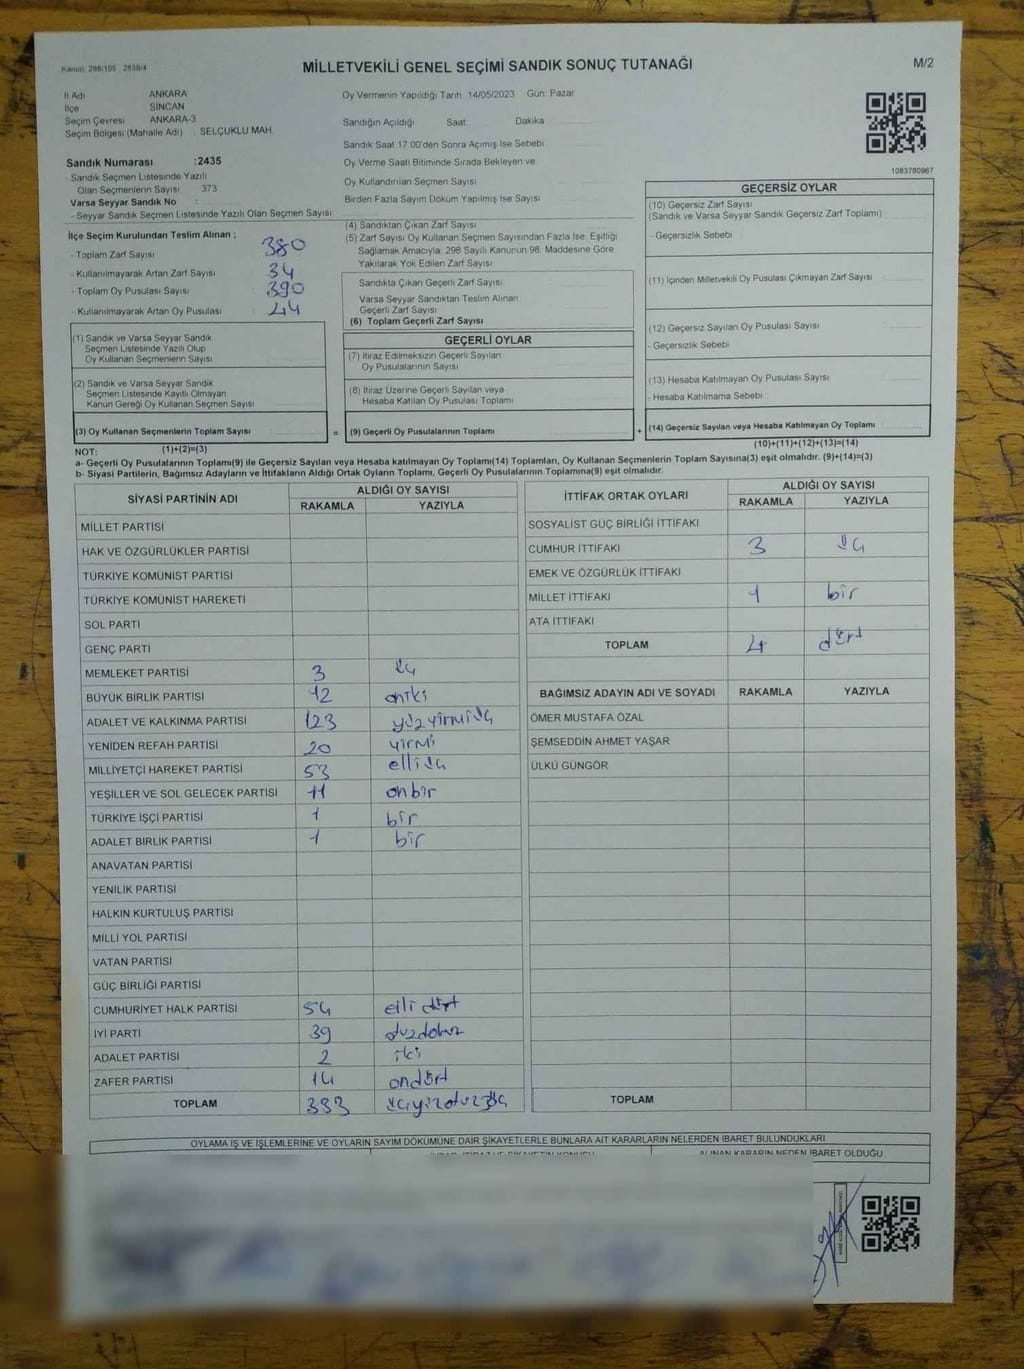 Kanun: 298/105 2839/4
MİLLETVEKİLİ GENEL SEÇİMİ SANDIK SONUÇ TUTANAĞI
M/2
İl Adı ANKARA
İlçe SİNCAN
Seçim Çevresi ANKARA-3
Seçim Bölgesi (Mahalle Adı) : SELÇUKLU MAH.
Sandık Numarası :2435
- Sandık Seçmen Listesinde Yazılı
Olan Seçmenlerin Sayısı 373
Varsa Seyyar Sandık No :
- Seyyar Sandık Seçmen Listesinde Yazılı Olan Seçmen Sayısı
Oy Vermenin Yapıldığı Tarih 14/05/2023 Gün: Pazar
Sandığın Açıldığı Saat Dakika
Sandık Saat 17.00'den Sonra Açılmış İse Sebebi
Oy Verme Saati Bitiminde Sırada Bekleyen ve
Oy Kullandırılan Seçmen Sayısı
Birden Fazla Sayım Döküm Yapılmış İse Sayısı
1083780967
İlçe Seçim Kurulundan Teslim Alınan ;
- Toplam Zarf Sayısı 380
- Kullanılmayarak Artan Zarf Sayısı 34
- Toplam Oy Pusulası Sayısı 390
- Kullanılmayarak Artan Oy Pusulası 44
(1) Sandık ve Varsa Seyyar Sandık
Seçmen Listesinde Yazılı Olup
Oy Kullanan Seçmenlerin Sayısı
(2) Sandık ve Varsa Seyyar Sandık
Seçmen Listesinde Kayıtlı Olmayan
Kanun Gereği Oy Kullanan Seçmen Sayısı
(3) Oy Kullanan Seçmenlerin Toplam Sayısı
(4) Sandıktan Çıkan Zarf Sayısı
(5) Zarf Sayısı Oy Kullanan Seçmen Sayısından Fazla İse, Eşitliği
Sağlamak Amacıyla, 298 Sayılı Kanunun 98. Maddesine Göre
Yakılarak Yok Edilen Zarf Sayısı
Sandıkta Çıkan Geçerli Zarf Sayısı
Varsa Seyyar Sandıktan Teslim Alınan
Geçerli Zarf Sayısı
(6) Toplam Geçerli Zarf Sayısı
GEÇERLİ OYLAR
(7) İtiraz Edilmeksizin Geçerli Sayılan
Oy Pusulalarının Sayısı
(8) İtiraz Üzerine Geçerli Sayılan veya
Hesaba Katılan Oy Pusulası Toplamı
= (9) Geçerli Oy Pusulalarının Toplamı
GEÇERSİZ OYLAR
(10) Geçersiz Zarf Sayısı
(Sandık ve Varsa Seyyar Sandık Geçersiz Zarf Toplamı)
- Geçersizlik Sebebi
(11) İçinden Milletvekili Oy Pusulası Çıkmayan Zarf Sayısı
(12) Geçersiz Sayılan Oy Pusulası Sayısı
- Geçersizlik Sebebi
(13) Hesaba Katılmayan Oy Pusulası Sayısı
- Hesaba Katılmama Sebebi
+ (14) Geçersiz Sayılan veya Hesaba Katılmayan Oy Toplamı
NOT: (1)+(2)=(3) (10)+(11)+(12)+(13)=(14)
a- Geçerli Oy Pusulalarının Toplamı(9) ile Geçersiz Sayılan veya Hesaba katılmayan Oy Toplamı(14) Toplamları, Oy Kullanan Seçmenlerin Toplam Sayısına(3) eşit olmalıdır. (9)+(14)=(3)
b- Siyasi Partilerin, Bağımsız Adayların ve İttifakların Aldığı Ortak Oyların Toplamı, Geçerli Oy Pusulalarının Toplamına(9) eşit olmalıdır.
SİYASİ PARTİNİN ADI ALDIĞI OY SAYISI
RAKAMLA YAZIYLA
MİLLET PARTİSİ
HAK VE ÖZGÜRLÜKLER PARTİSİ
TÜRKİYE KOMÜNİST PARTİSİ
TÜRKİYE KOMÜNİST HAREKETİ
SOL PARTİ
GENÇ PARTİ
MEMLEKET PARTİSİ 3 üç
BÜYÜK BİRLİK PARTİSİ 12 oniki
ADALET VE KALKINMA PARTİSİ 123 yüzyirmiüç
YENİDEN REFAH PARTİSİ 20 yirmi
MİLLİYETÇİ HAREKET PARTİSİ 53 elliüç
YEŞİLLER VE SOL GELECEK PARTİSİ 11 onbir
TÜRKİYE İŞÇİ PARTİSİ 1 bir
ADALET BİRLİK PARTİSİ 1 bir
ANAVATAN PARTİSİ
YENİLİK PARTİSİ
HALKIN KURTULUŞ PARTİSİ
MİLLİ YOL PARTİSİ
VATAN PARTİSİ
GÜÇ BİRLİĞİ PARTİSİ
CUMHURİYET HALK PARTİSİ 54 elli dört
İYİ PARTİ 39 otuzdokuz
ADALET PARTİSİ 2 iki
ZAFER PARTİSİ 14 ondört
TOPLAM 333 üçyüzotuzüç
İTTİFAK ORTAK OYLARI ALDIĞI OY SAYISI
RAKAMLA YAZIYLA
SOSYALİST GÜÇ BİRLİĞİ İTTİFAKI
CUMHUR İTTİFAKI 3 üç
EMEK VE ÖZGÜRLÜK İTTİFAKI
MİLLET İTTİFAKI 1 bir
ATA İTTİFAKI
TOPLAM 4 dört
BAĞIMSIZ ADAYIN ADI VE SOYADI RAKAMLA YAZIYLA
ÖMER MUSTAFA ÖZAL
ŞEMSEDDİN AHMET YAŞAR
ÜLKÜ GÜNGÖR
TOPLAM
OYLAMA İŞ VE İŞLEMLERİNE VE OYLARIN SAYIM DÖKÜMÜNE DAİR ŞİKAYETLERLE BUNLARA AİT KARARLARIN NELERDEN İBARET BULUNDUKLARI
ALINAN KARARIN NEDEN İBARET OLDUĞU